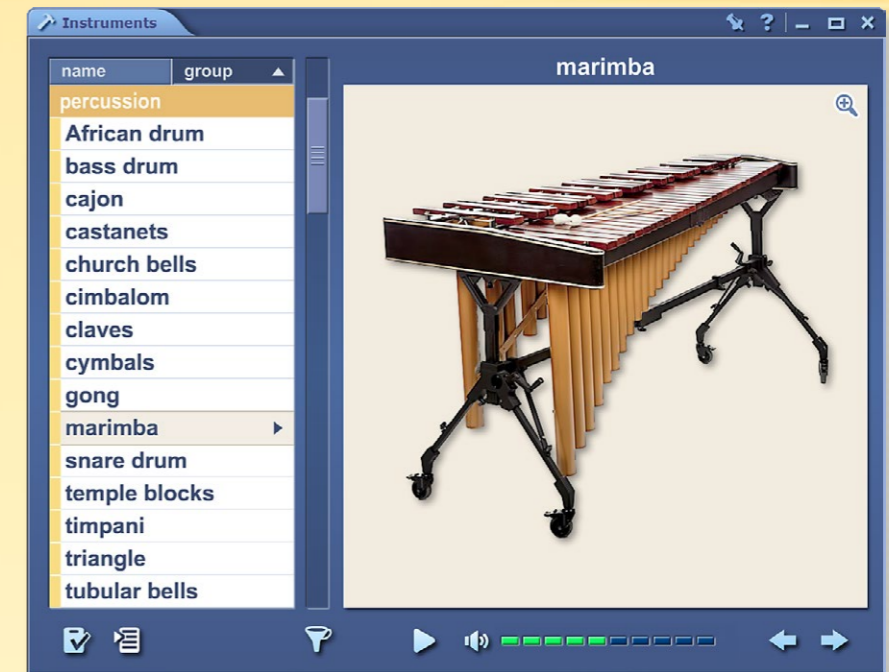 Instruments
?
name group
marimba
percussion
African drum
bass drum
cajon
castanets
church bells
cimbalom
claves
cymbals
gong
marimba
snare drum
temple blocks
timpani
triangle
tubular bells